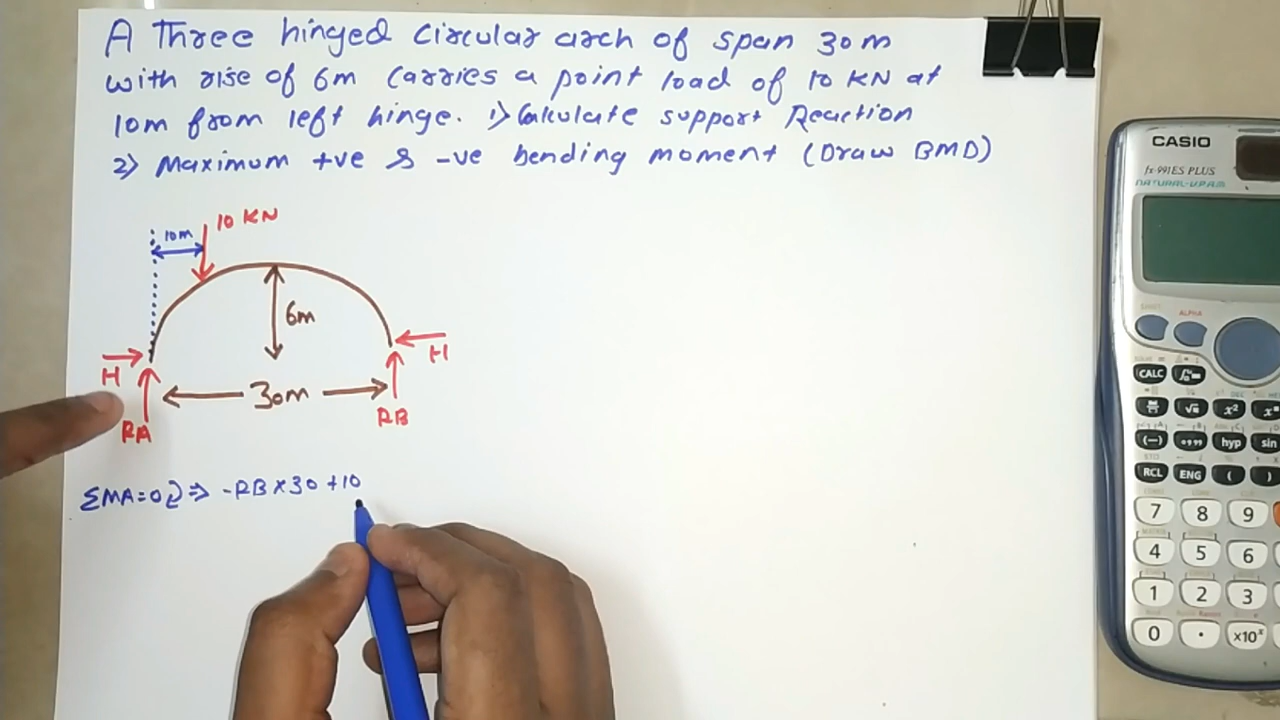 A Three hinged circular arch of span 30m
with rise of 6m carries a point load of 10 KN at
10m from left hinge. 1) Calculate support Reaction
2) Maximum +ve & -ve bending moment (Draw BMD)
10 KN
10m
6m
H
H
30m
RA
RB
ΣMA=0 ⇒ -RB×30 +10
CASIO
fx-991ES PLUS
NATURAL-V.P.A.M.
SHIFT
ALPHA
CALC
x²
(-)
hyp
sin
RCL
ENG
(
)
7
8
9
4
5
6
1
2
3
0
.
×10ˣ